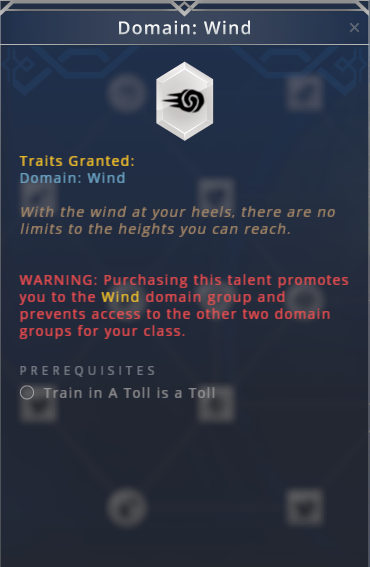 Domain: Wind
Traits Granted:
Domain: Wind
With the wind at your heels, there are no
limits to the heights you can reach.
WARNING: Purchasing this talent promotes
you to the Wind domain group and
prevents access to the other two domain
groups for your class.
PREREQUISITES
Train in A Toll is a Toll